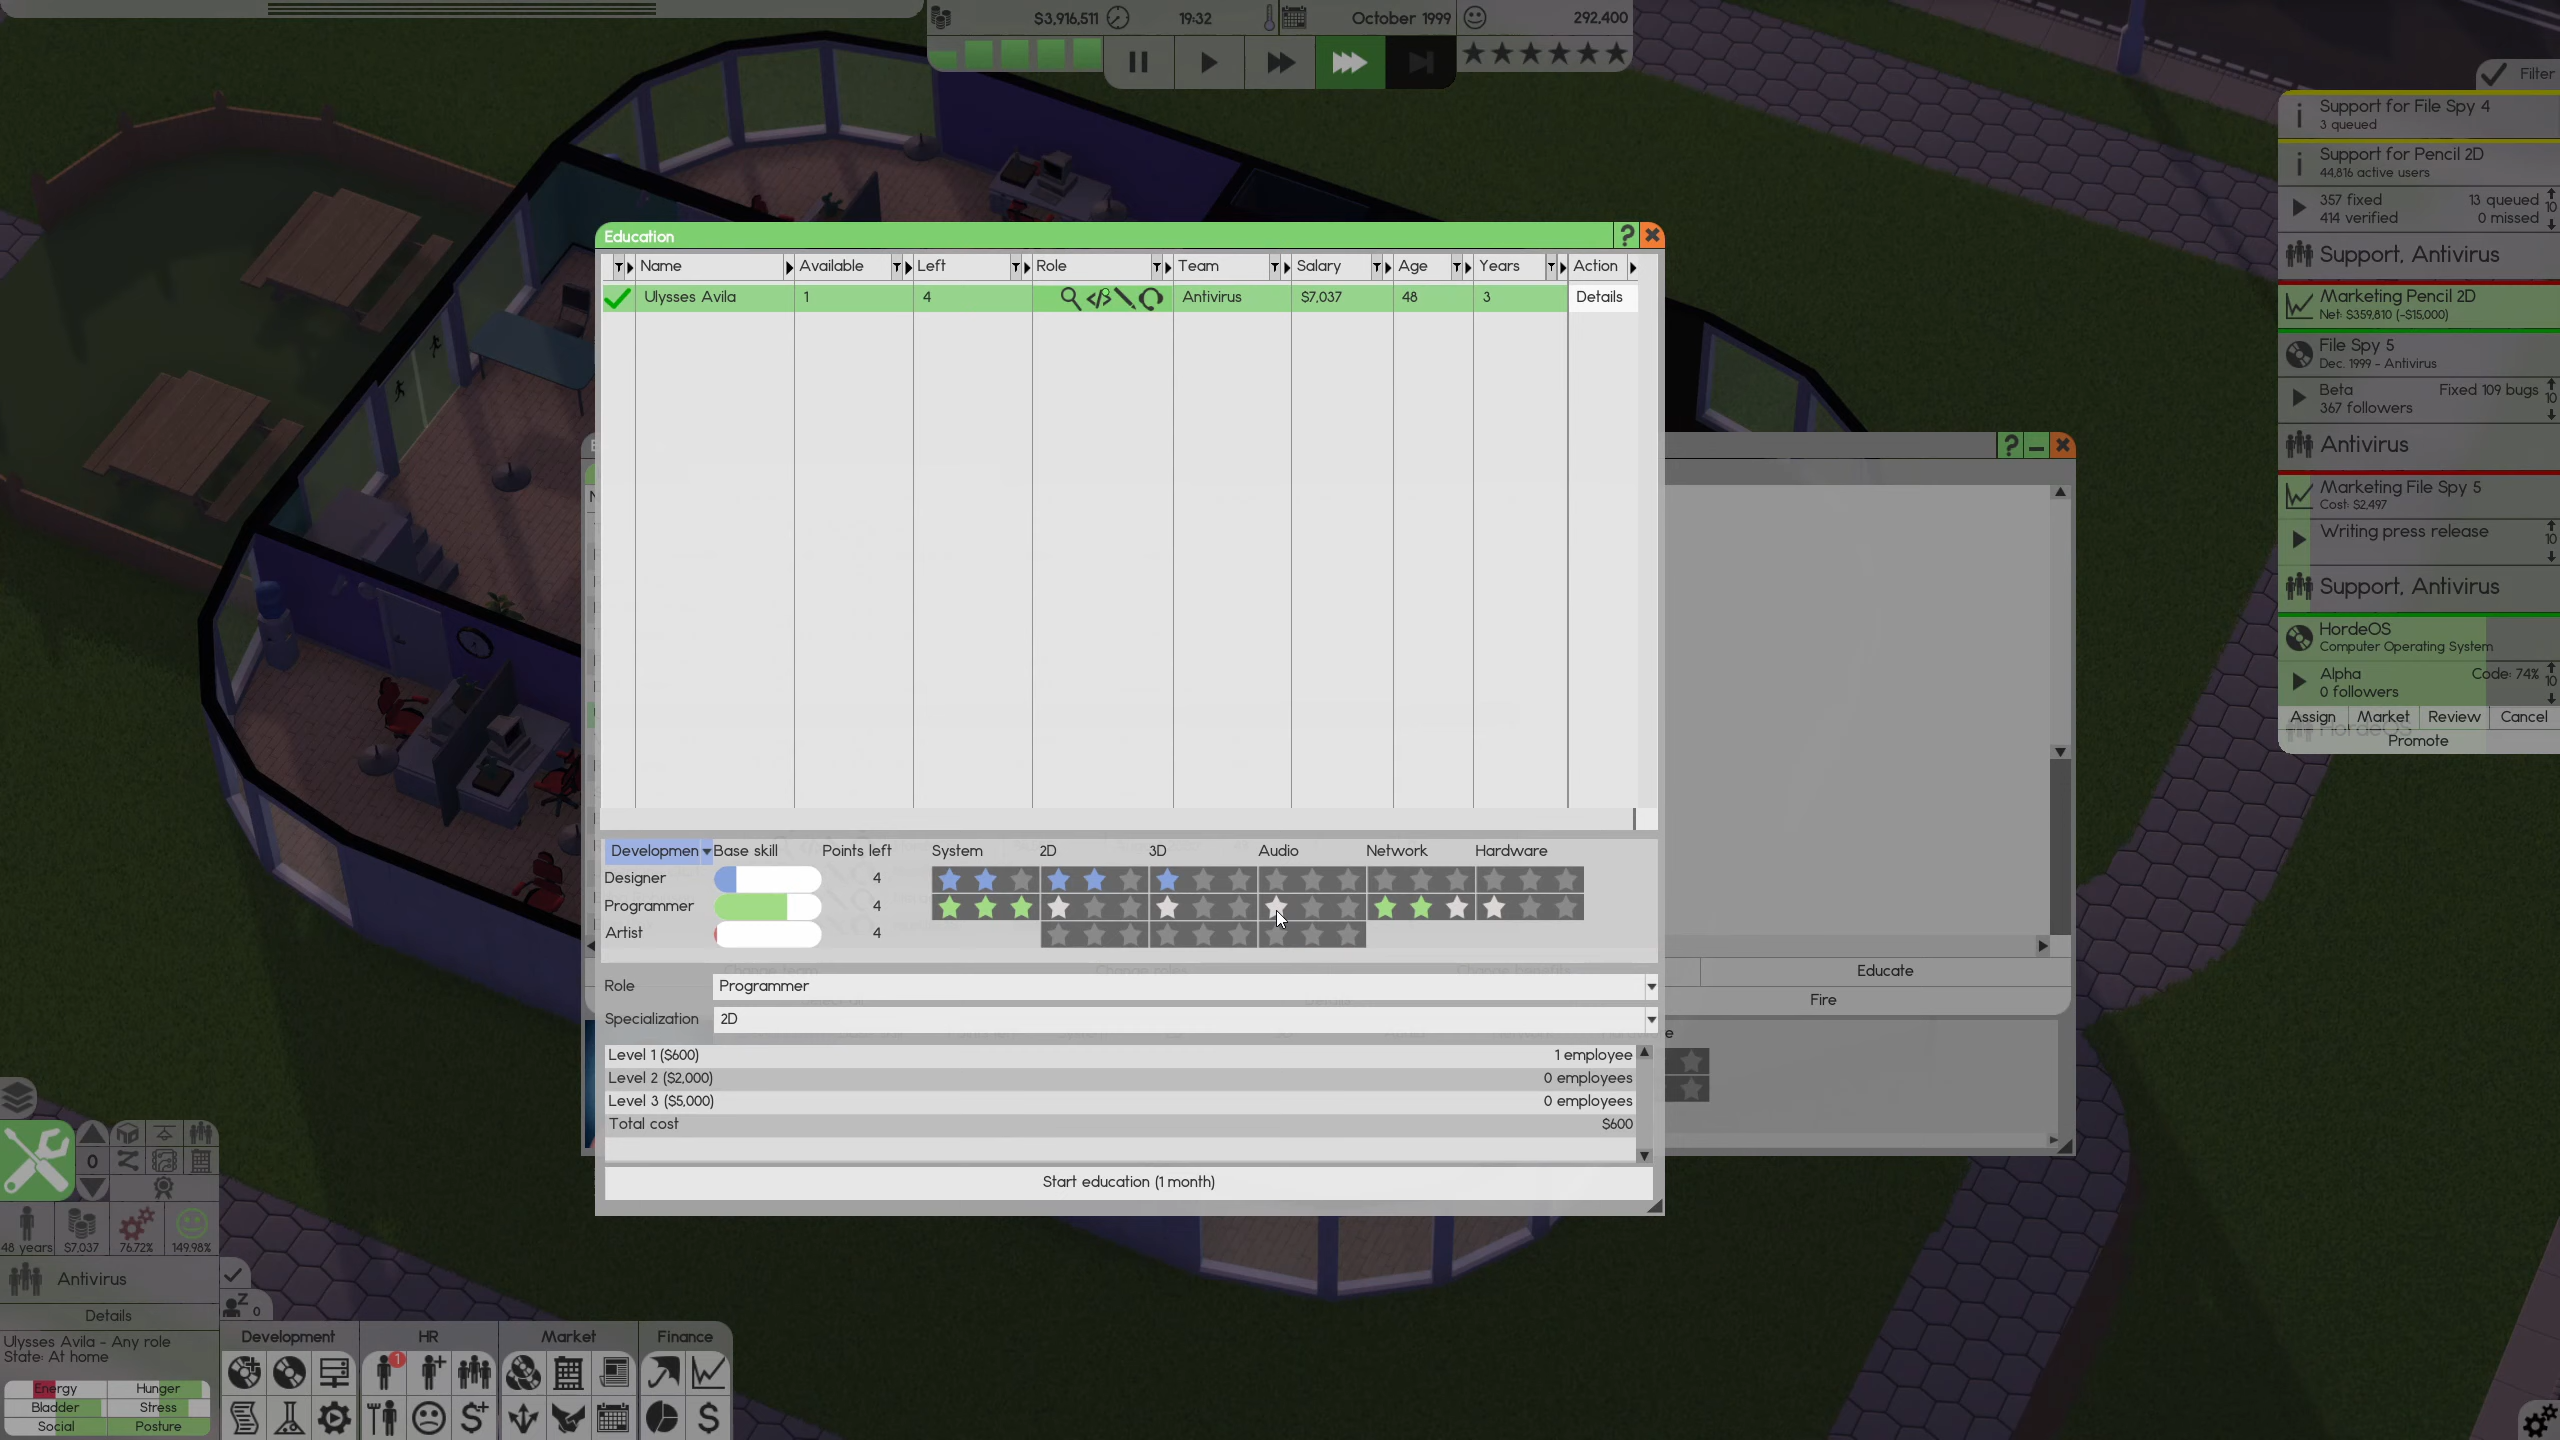 $3,916,511 19:32 October 1999 292,400
Filter
Support for File Spy 4
3 queued
Support for Pencil 2D
44,816 active users
357 fixed 13 queued
414 verified 0 missed
10
Support, Antivirus
Marketing Pencil 2D
Net: $359,810 (-$15,000)
File Spy 5
Dec. 1999 - Antivirus
Beta Fixed 109 bugs
367 followers
10
Antivirus
Marketing File Spy 5
Cost: $2,497
Writing press release
10
Support, Antivirus
HordeOS
Computer Operating System
Alpha Code: 74%
0 followers
10
Assign Market Review Cancel
HordeOS
Promote
Education ?
Name Available Left Role Team Salary Age Years Action
Ulysses Avila 1 4 Antivirus $7,037 48 3 Details
Developmen Base skill Points left System 2D 3D Audio Network Hardware
Designer 4
Programmer 4
Artist 4
Role Programmer
Specialization 2D
Level 1 ($600) 1 employee
Level 2 ($2,000) 0 employees
Level 3 ($5,000) 0 employees
Total cost $600
Start education (1 month)
?
Educate
Fire
0
48 years $7,037 76.72% 149.98%
Antivirus
Details
Z 0
Ulysses Avila - Any role
State: At home
Energy Hunger
Bladder Stress
Social Posture
Development HR Market Finance
1